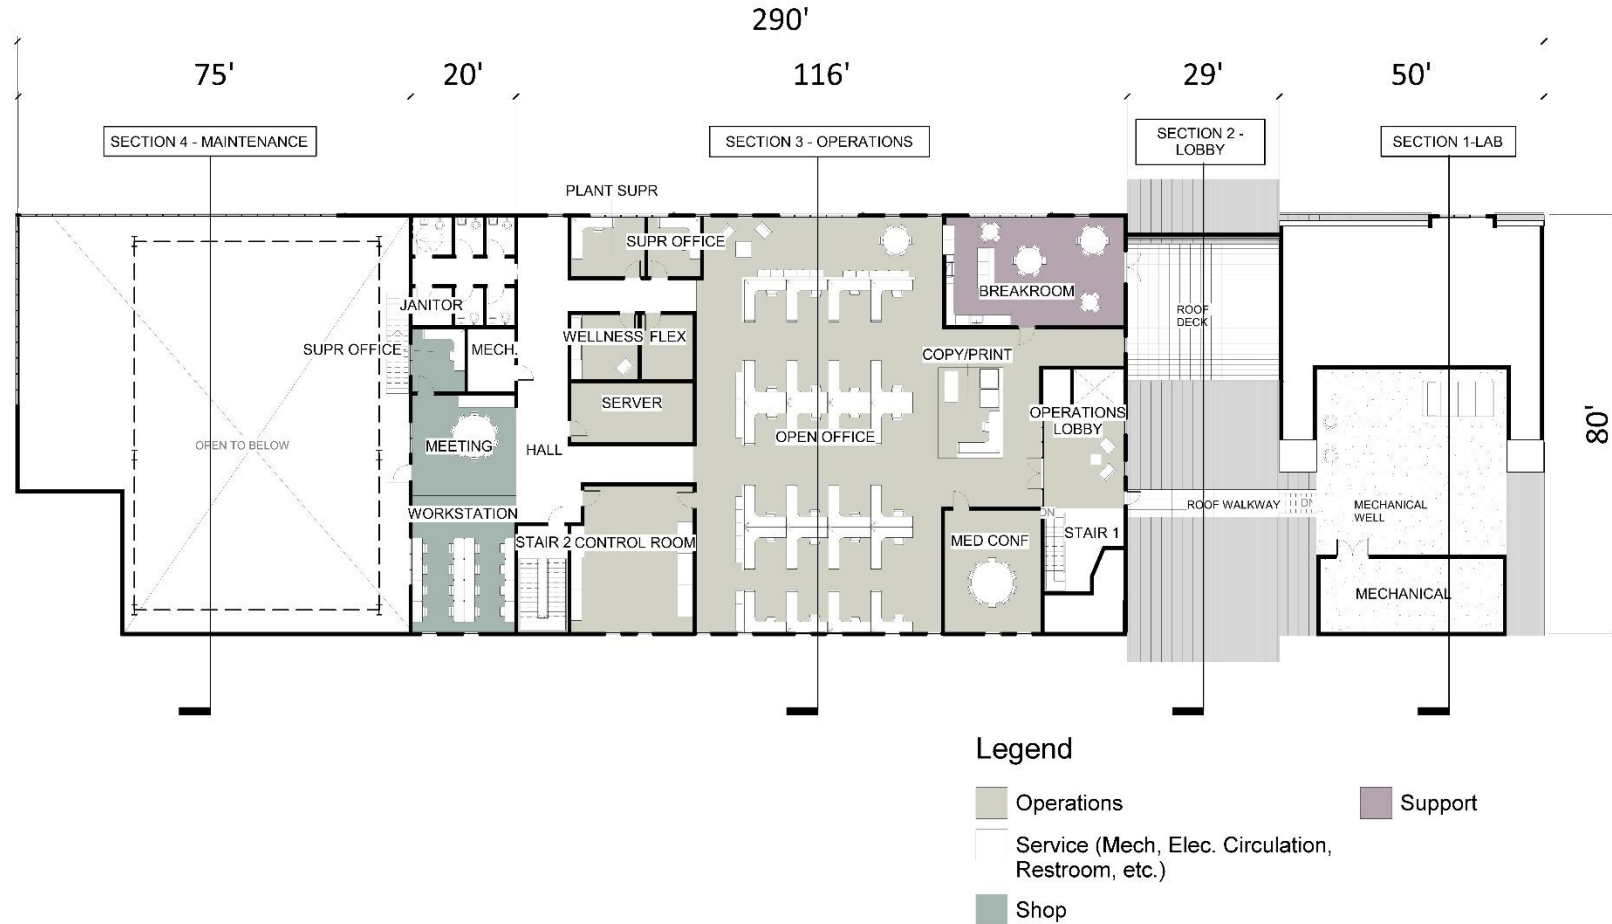 290'
75'
20'
116'
29'
50'
SECTION 4 - MAINTENANCE
SECTION 3 - OPERATIONS
SECTION 2 -
LOBBY
SECTION 1-LAB
PLANT SUPR
SUPR OFFICE
JANITOR
BREAKROOM
ROOF
DECK
SUPR OFFICE
MECH.
WELLNESS
FLEX
COPY/PRINT
SERVER
OPERATIONS
LOBBY
80'
OPEN TO BELOW
MEETING
HALL
OPEN OFFICE
WORKSTATION
ROOF WALKWAY
DN
MECHANICAL
WELL
DN
STAIR 2
CONTROL ROOM
MED CONF
STAIR 1
MECHANICAL
Legend
Operations
Support
Service (Mech, Elec. Circulation,
Restroom, etc.)
Shop